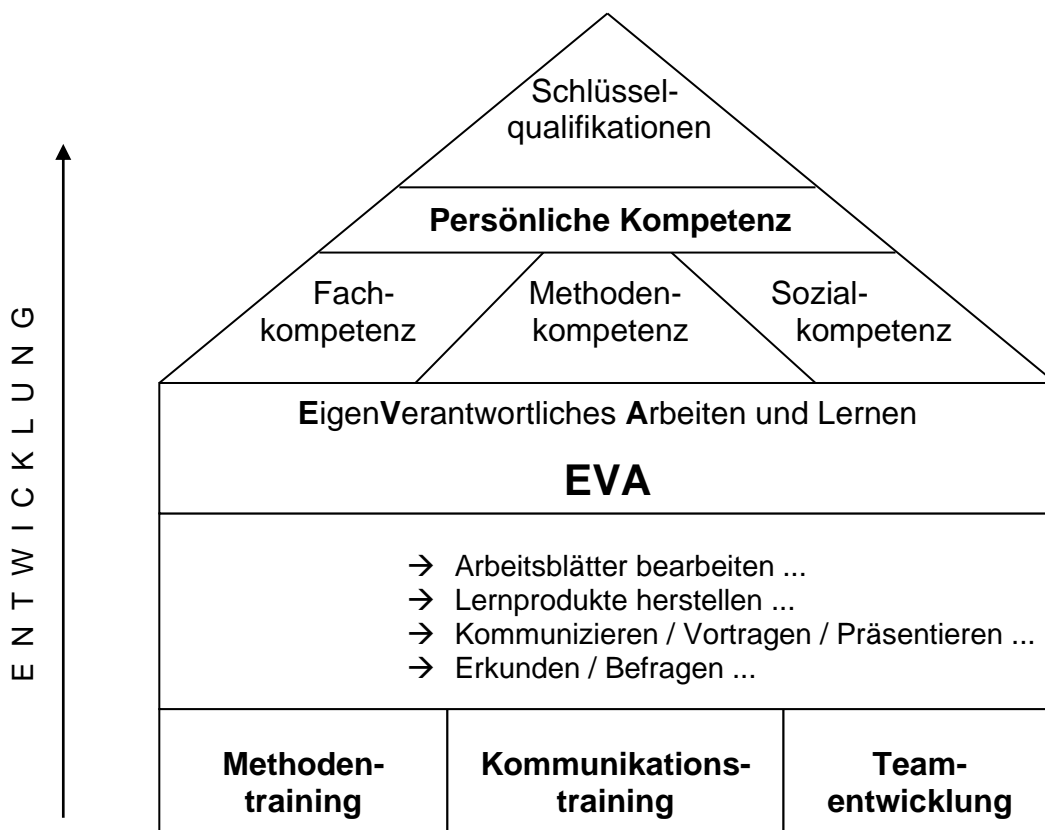 Schlüssel-
qualifikationen
Persönliche Kompetenz
Fach-
kompetenz
Methoden-
kompetenz
Sozial-
kompetenz
EigenVerantwortliches Arbeiten und Lernen
EVA
→ Arbeitsblätter bearbeiten ...
→ Lernprodukte herstellen ...
→ Kommunizieren / Vortragen / Präsentieren ...
→ Erkunden / Befragen ...
Methoden-
training
Kommunikations-
training
Team-
entwicklung
ENTWICKLUNG